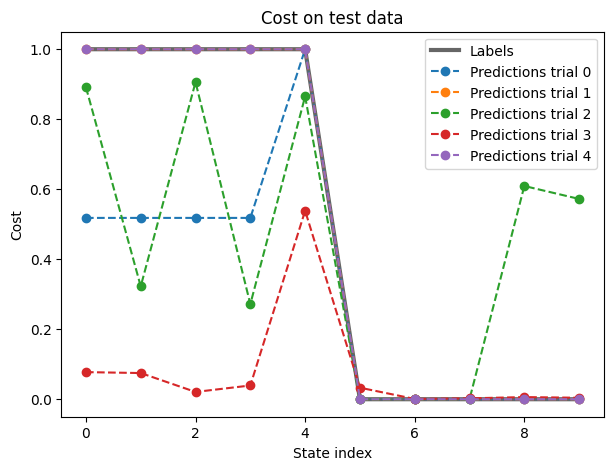 Cost on test data
Cost
1.0
0.8
0.6
0.4
0.2
0.0
Labels
Predictions trial 0
Predictions trial 1
Predictions trial 2
Predictions trial 3
Predictions trial 4
0
2
4
6
8
State index